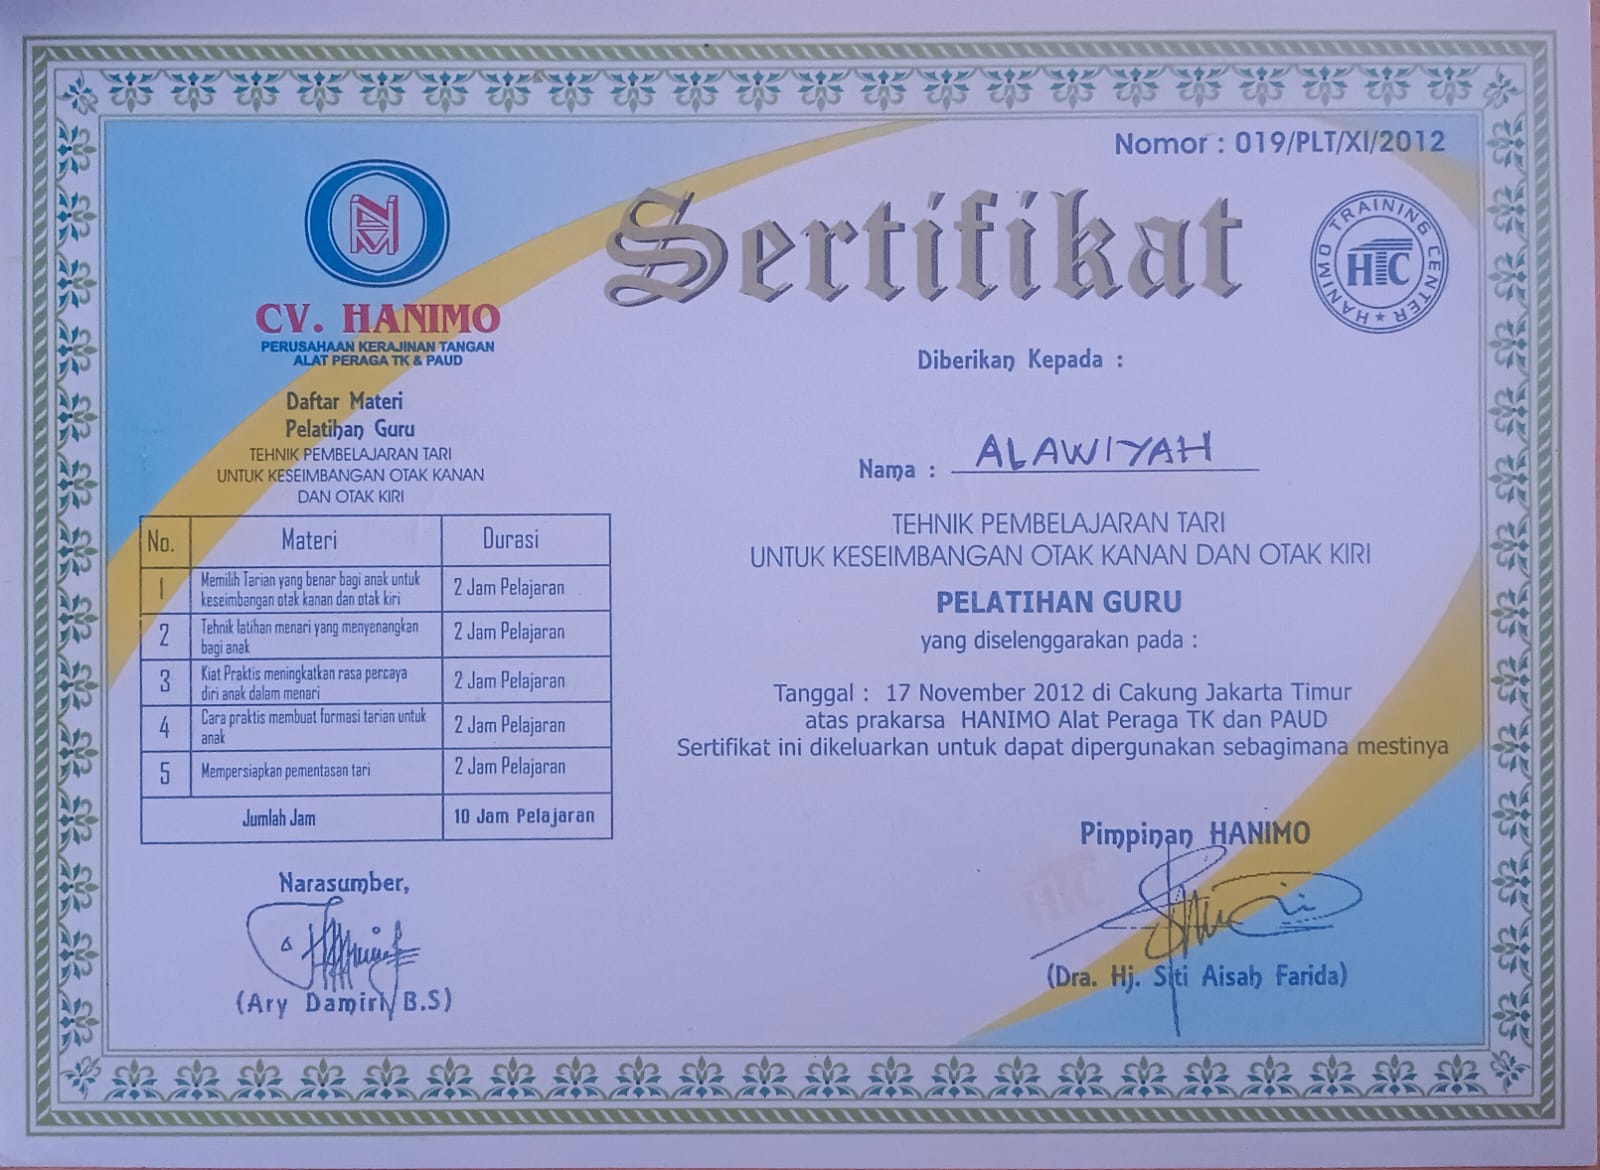 Nomor : 019/PLT/XI/2012
NM
CV. HANIMO
PERUSAHAAN KERAJINAN TANGAN
ALAT PERAGA TK & PAUD
Daftar Materi
Pelatihan Guru
TEHNIK PEMBELAJARAN TARI
UNTUK KESEIMBANGAN OTAK KANAN
DAN OTAK KIRI
No. Materi Durasi
1 Memilih Tarian yang benar bagi anak untuk
keseimbangan otak kanan dan otak kiri 2 Jam Pelajaran
2 Tehnik latihan menari yang menyenangkan
bagi anak 2 Jam Pelajaran
3 Kiat Praktis meningkatkan rasa percaya
diri anak dalam menari 2 Jam Pelajaran
4 Cara praktis membuat formasi tarian untuk
anak 2 Jam Pelajaran
5 Mempersiapkan pementasan tari 2 Jam Pelajaran
Jumlah Jam 10 Jam Pelajaran
Narasumber,
(Ary Damiri B.S)
Sertifikat
HANIMO TRAINING CENTER
HTC
Diberikan Kepada :
Nama : ALAWIYAH
TEHNIK PEMBELAJARAN TARI
UNTUK KESEIMBANGAN OTAK KANAN DAN OTAK KIRI
PELATIHAN GURU
yang diselenggarakan pada :
Tanggal : 17 November 2012 di Cakung Jakarta Timur
atas prakarsa HANIMO Alat Peraga TK dan PAUD
Sertifikat ini dikeluarkan untuk dapat dipergunakan sebagimana mestinya
Pimpinan HANIMO
HTC
(Dra. Hj. Siti Aisah Farida)